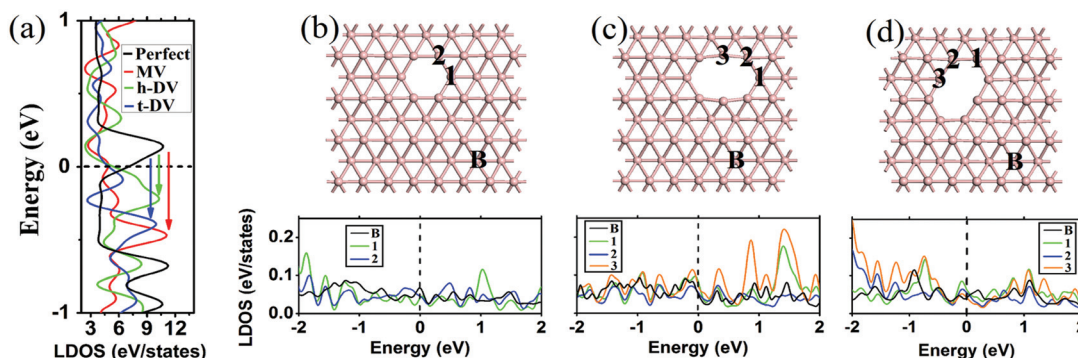 (a)
1
Perfect
MV
h-DV
t-DV
0
-1
Energy (eV)
3 6 9 12
LDOS (eV/states)
(b)
2
1
B
0.2
0.1
0.0
LDOS (eV/states)
B
1
2
-2 -1 0 1 2
Energy (eV)
(c)
3 2
1
B
B
1
2
3
-2 -1 0 1 2
Energy (eV)
(d)
2 1
3
B
B
1
2
3
-2 -1 0 1 2
Energy (eV)